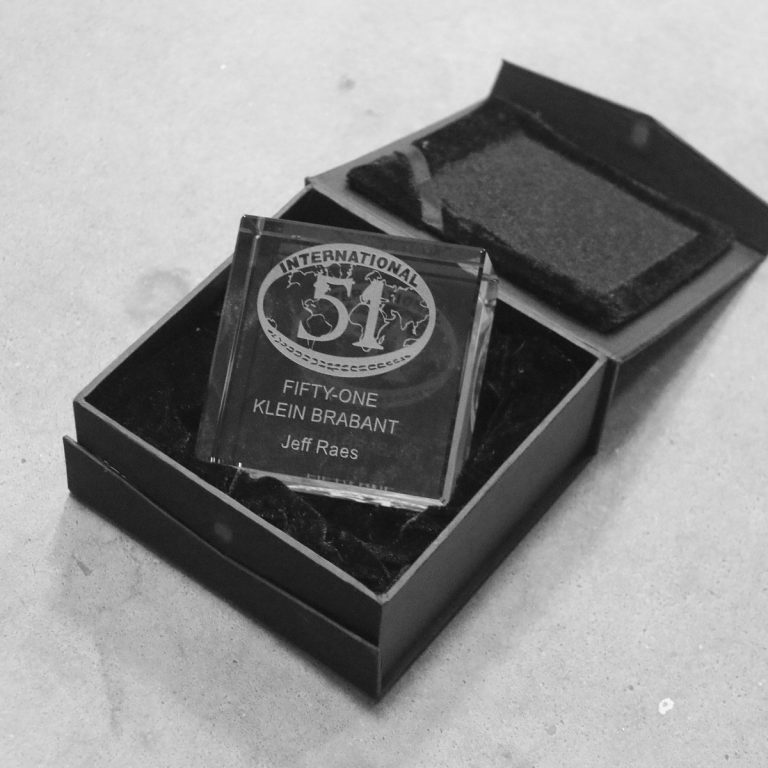 INTERNATIONAL
51
FIFTY-ONE
KLEIN BRABANT
Jeff Raes